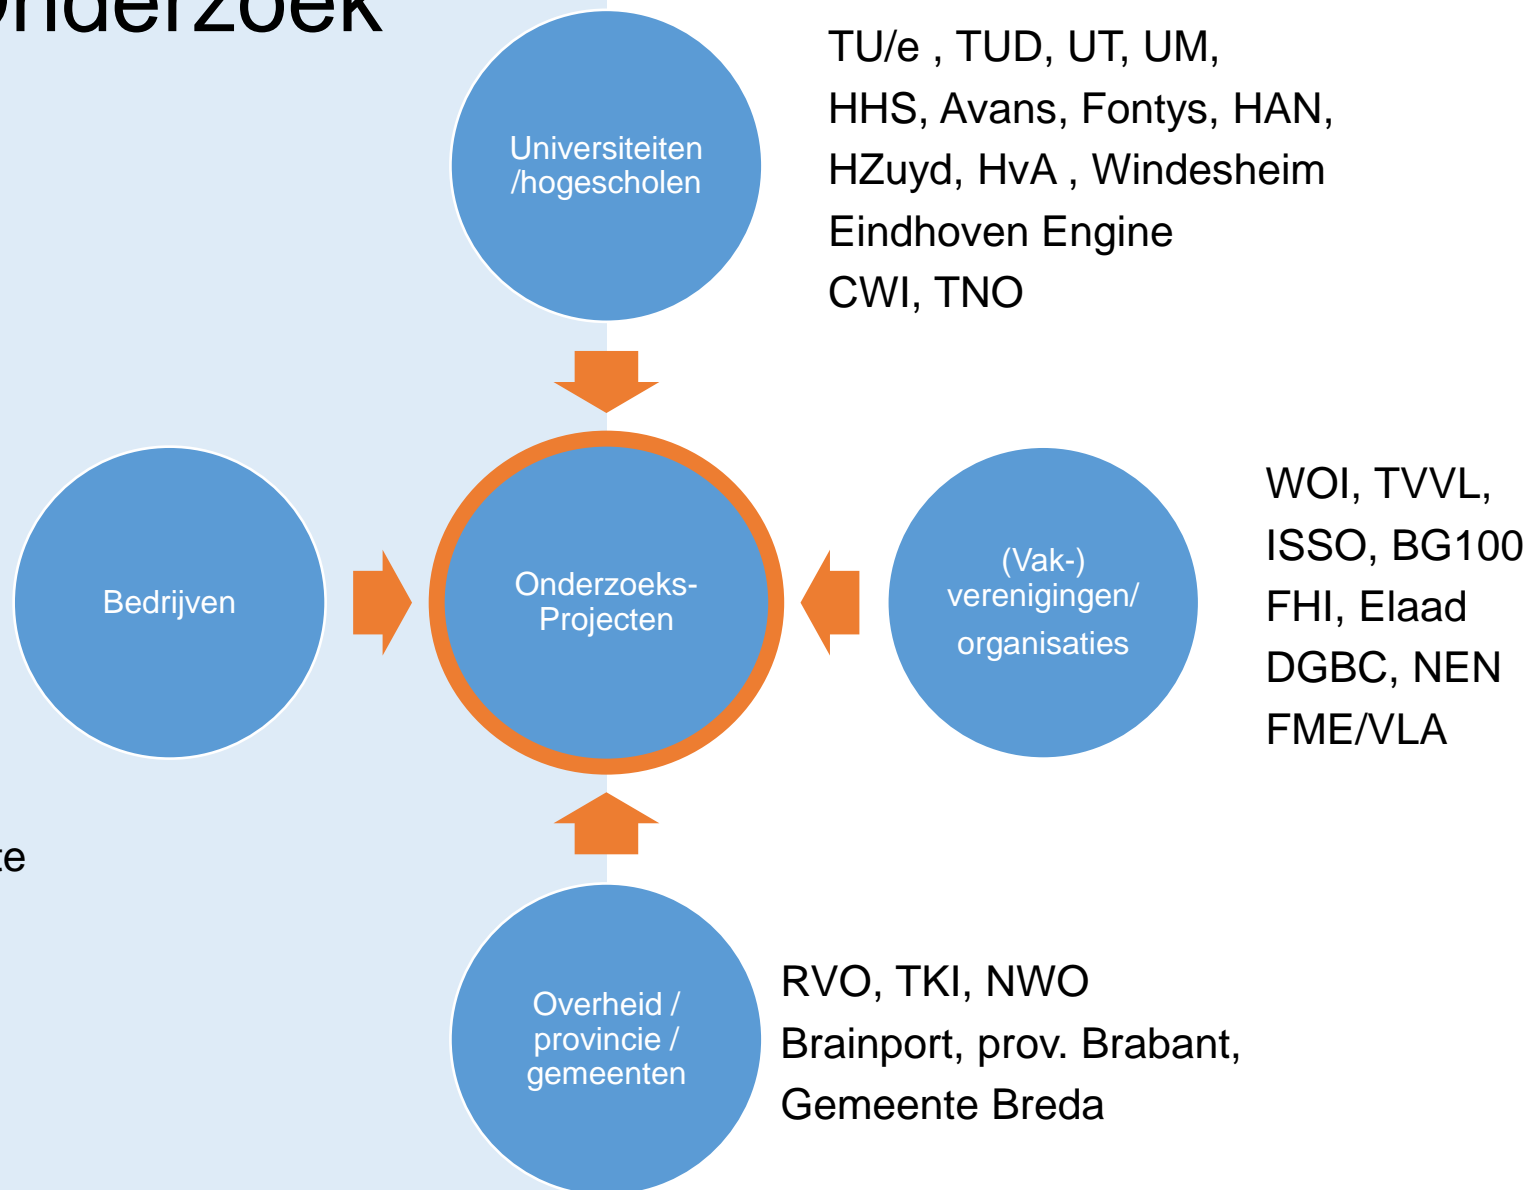 Onderzoek
Universiteiten
/hogescholen
TU/e , TUD, UT, UM,
HHS, Avans, Fontys, HAN,
HZuyd, HvA , Windesheim
Eindhoven Engine
CWI, TNO
Bedrijven
Onderzoeks-
Projecten
(Vak-)
verenigingen/
organisaties
WOI, TVVL,
ISSO, BG100
FHI, Elaad
DGBC, NEN
FME/VLA
te
Overheid /
provincie /
gemeenten
RVO, TKI, NWO
Brainport, prov. Brabant,
Gemeente Breda